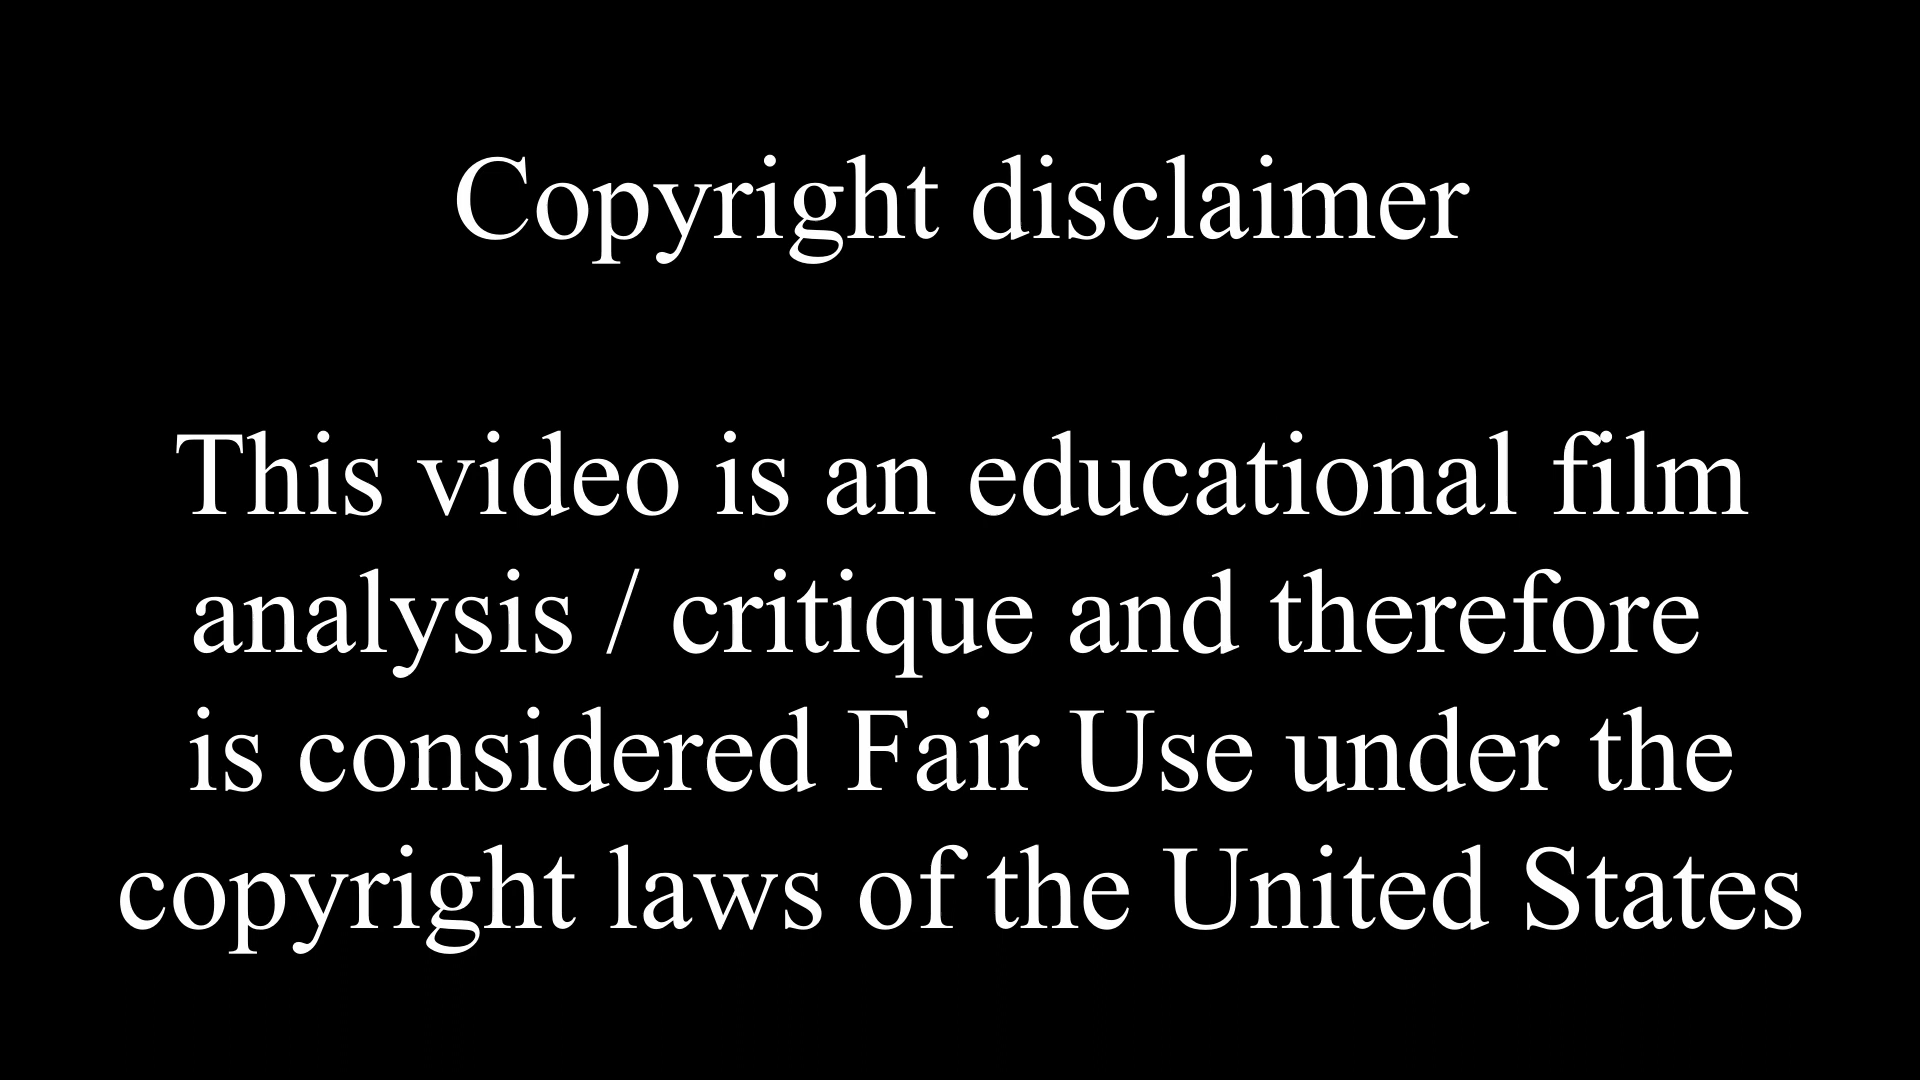 Copyright disclaimer
This video is an educational film
analysis / critique and therefore
is considered Fair Use under the
copyright laws of the United States